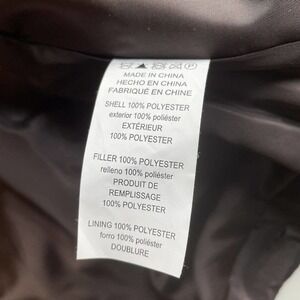 MADE IN CHINA
HECHO EN CHINA
FABRIQUÉ EN CHINE
SHELL 100% POLYESTER
exterior 100% poliéster
EXTÉRIEUR
100% POLYESTER
FILLER 100% POLYESTER
relleno 100% poliéster
PRODUIT DE
REMPLISSAGE
100% POLYESTER
LINING 100% POLYESTER
forro 100% poliéster
DOUBLURE